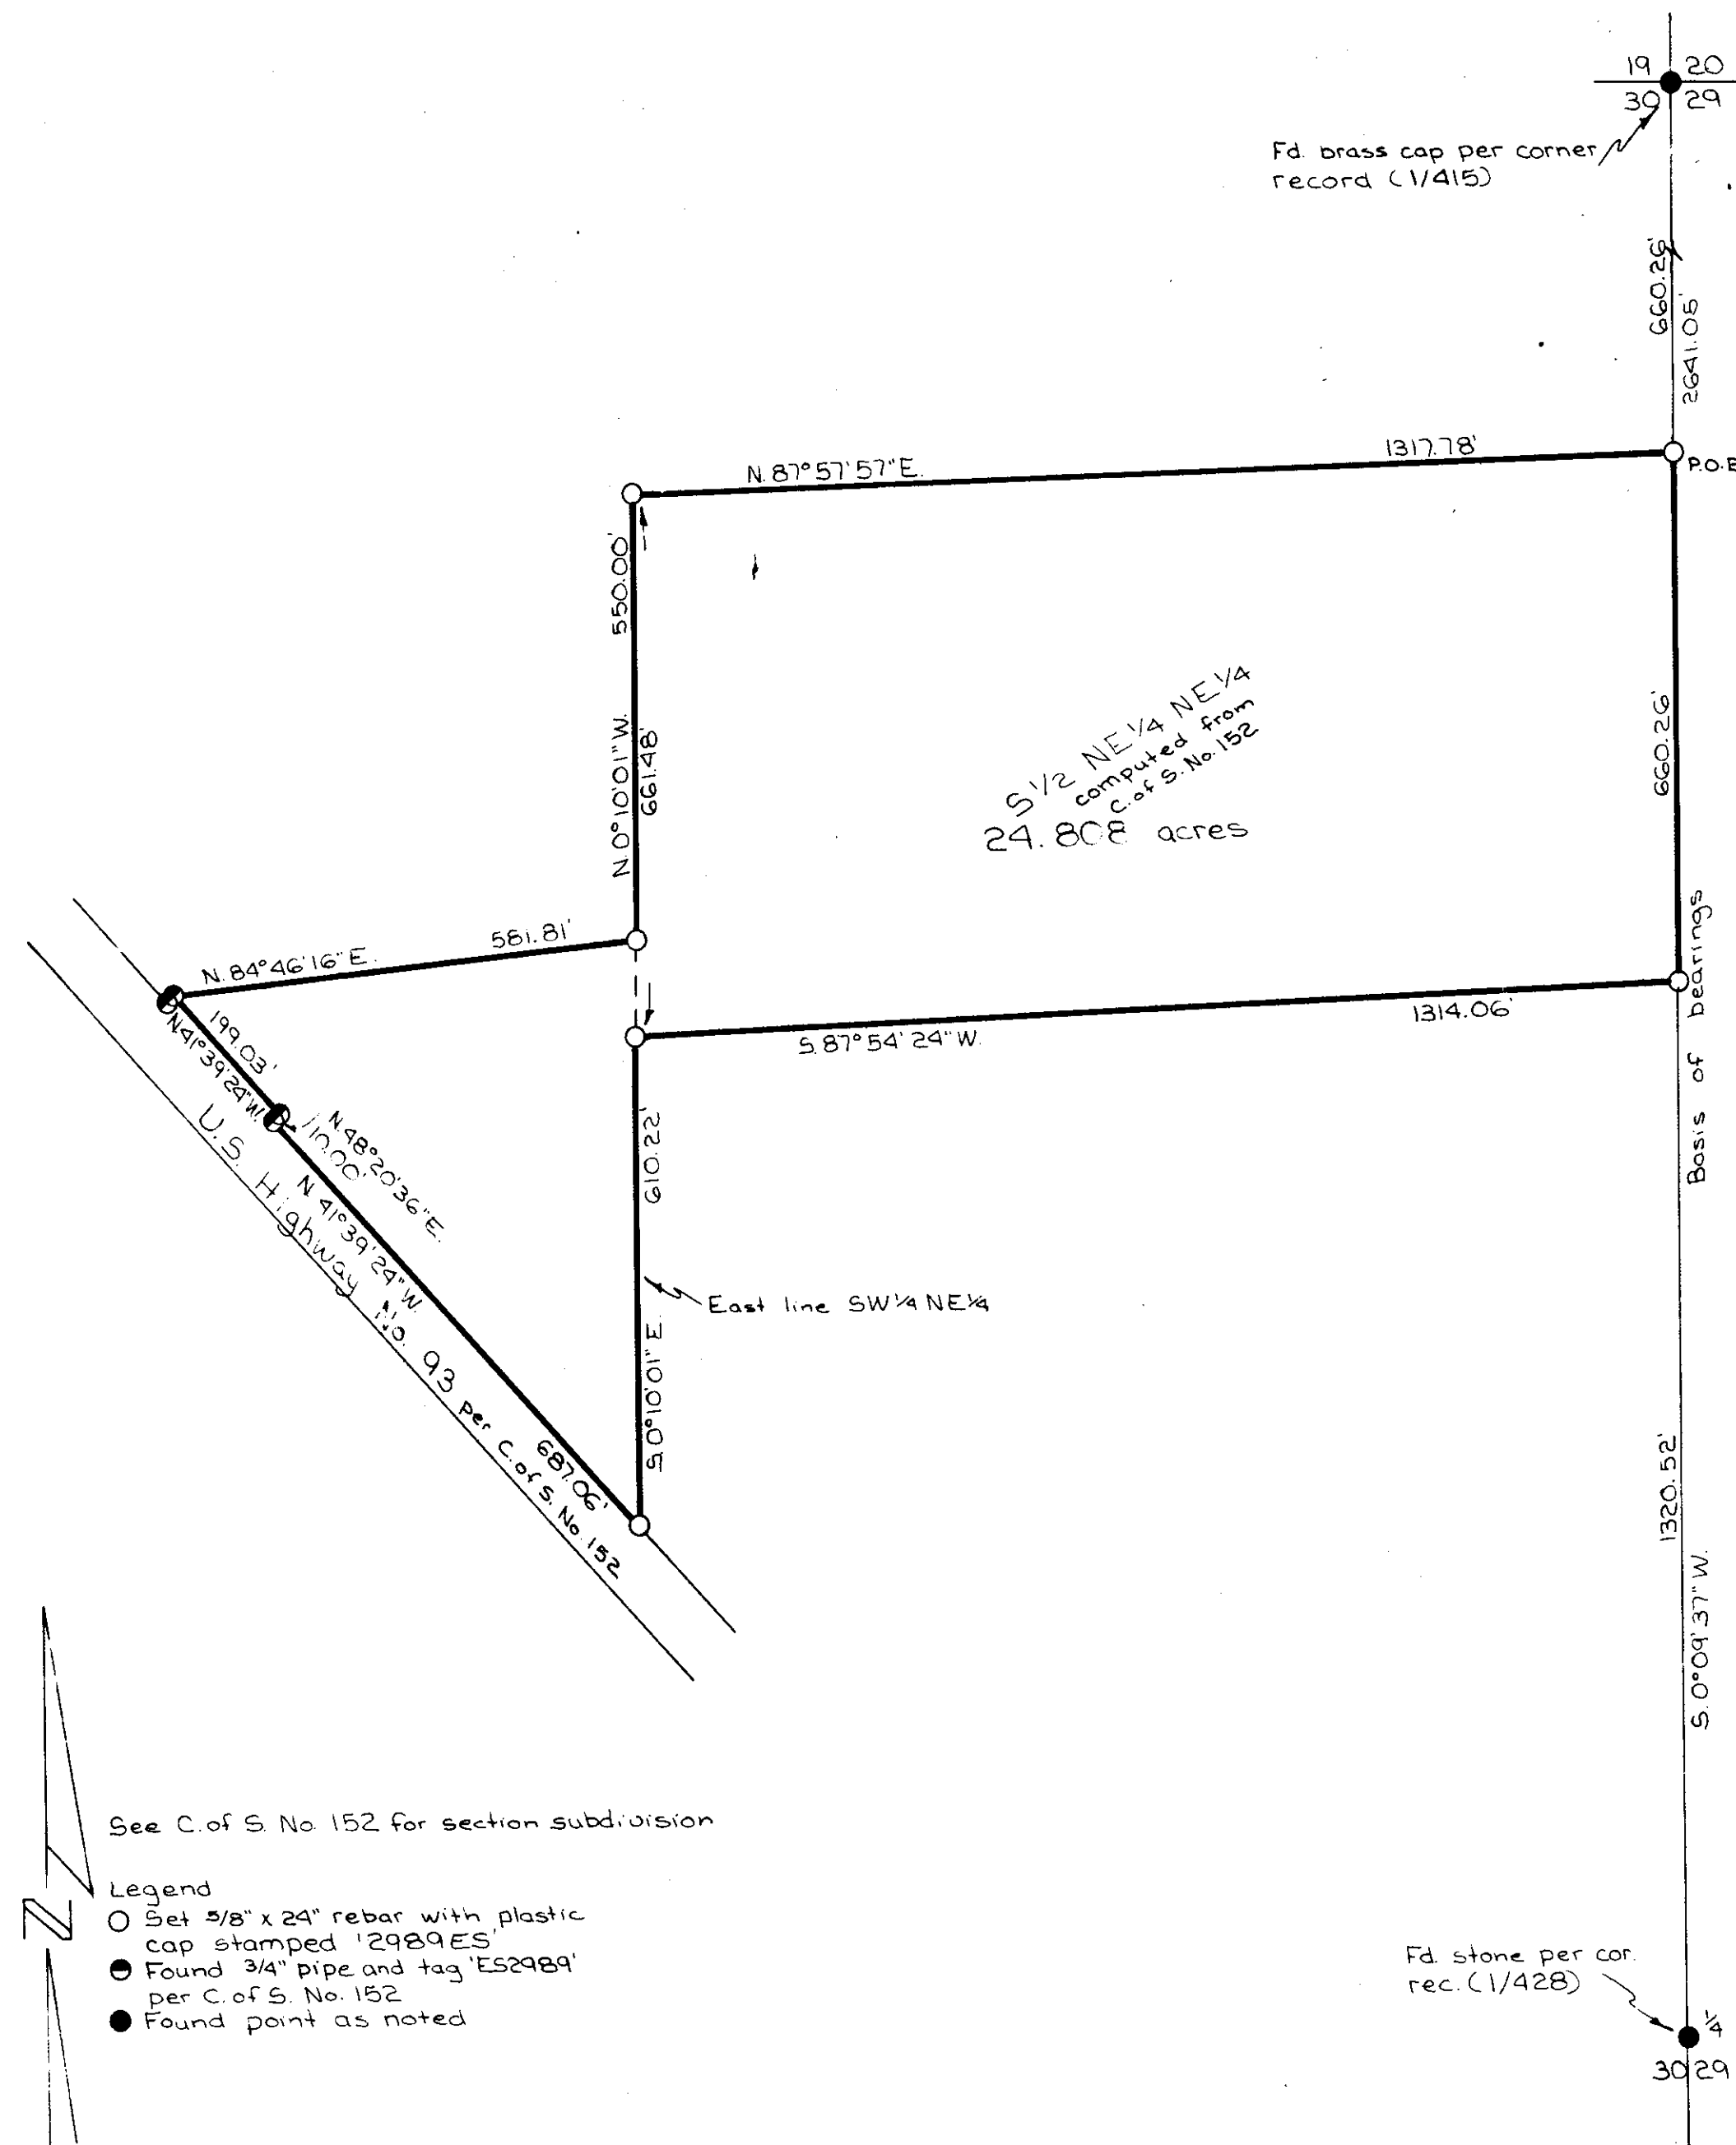 19 20
30 29
Fd. brass cap per corner
record (1/415)
660.26'
2641.05'
N. 87°57'57"E.
1317.78'
P.O.B
550.00'
N.0°10'01"W.
661.48'
S 1/2 NE 1/4 NE 1/4
computed from
C. of S. No. 152
24.808 acres
660.26'
N. 84°46'16"E.
581.81'
199.03'
N41°39'24"W.
S.87°54'24"W.
1314.06'
Basis of bearings
N.48°20'36"E.
10.00'
N 41°39'24"W.
687.06'
U.S. Highway No. 93 per C. of S. No. 152
610.22'
S.0°10'01"E.
East line SW 1/4 NE 1/4
1320.52'
S.0°09'37"W.
See C. of S. No. 152 for section subdivision
N
Legend
Set 5/8" x 24" rebar with plastic
cap stamped '2989ES'
Found 3/4" pipe and tag 'ES2989'
per C. of S. No. 152
Found point as noted
Fd. stone per cor.
rec. (1/428)
1/4
30 29